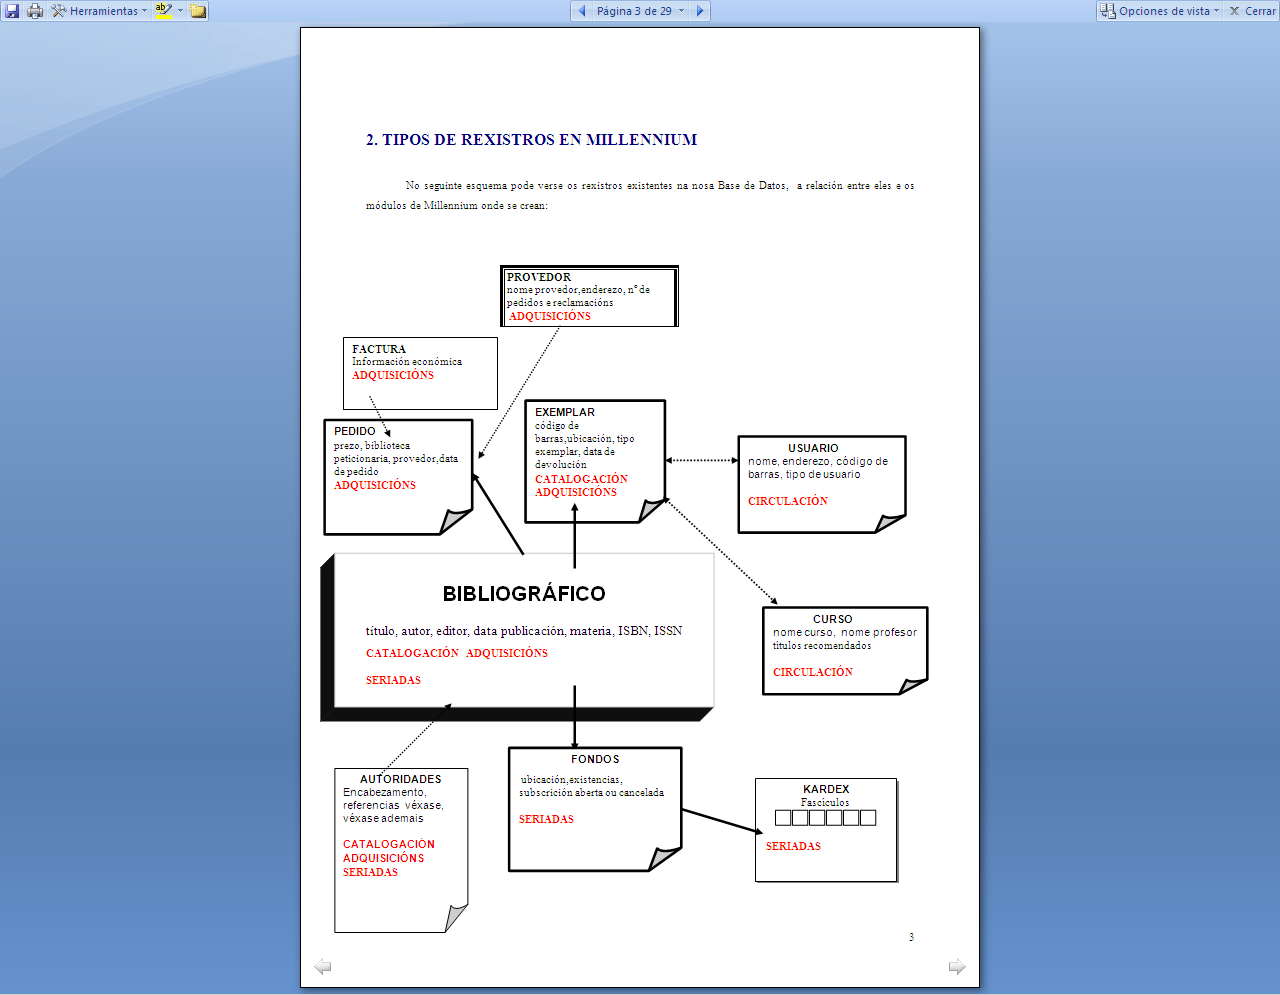 Herramientas
Página 3 de 29
Opciones de vista
Cerrar
2. TIPOS DE REXISTROS EN MILLENNIUM
No seguinte esquema pode verse os rexistros existentes na nosa Base de Datos, a relación entre eles e os
módulos de Millennium onde se crean:
PROVEDOR
nome provedor,enderezo, nº de
pedidos e reclamacións
ADQUISICIÓNS
FACTURA
Información económica
ADQUISICIÓNS
PEDIDO
prezo, biblioteca
peticionaria, provedor,data
de pedido
ADQUISICIÓNS
EXEMPLAR
código de
barras,ubicación, tipo
exemplar, data de
devolución
CATALOGACIÓN
ADQUISICIÓNS
USUARIO
nome, enderezo, código de
barras, tipo de usuario
CIRCULACIÓN
BIBLIOGRÁFICO
título, autor, editor, data publicación, materia, ISBN, ISSN
CATALOGACIÓN ADQUISICIÓNS
SERIADAS
CURSO
nome curso, nome profesor
títulos recomendados
CIRCULACIÓN
AUTORIDADES
Encabezamento,
referencias véxase,
véxase ademais
CATALOGACIÓN
ADQUISICIÓNS
SERIADAS
FONDOS
ubicación,existencias,
subscrición aberta ou cancelada
SERIADAS
KARDEX
Fascículos
SERIADAS
3